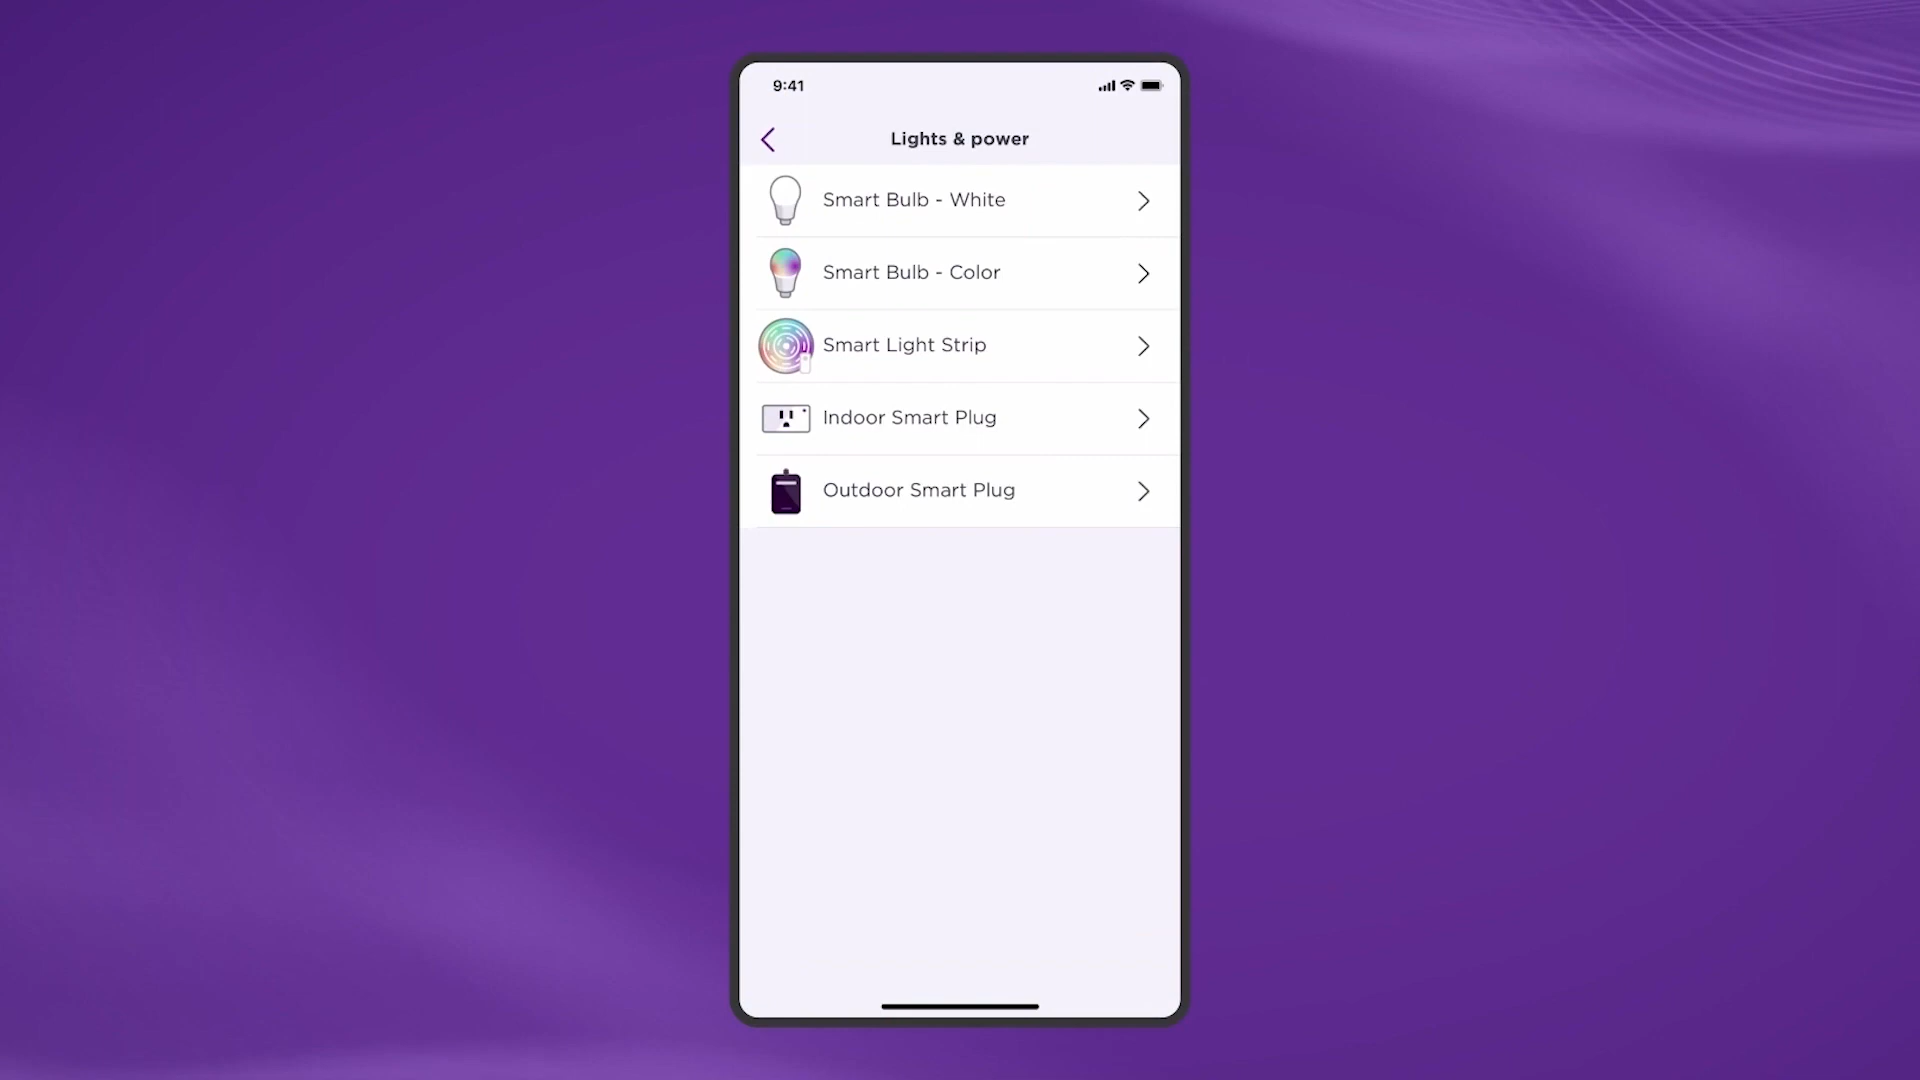 9:41
Lights & power
Smart Bulb - White
Smart Bulb - Color
Smart Light Strip
Indoor Smart Plug
Outdoor Smart Plug